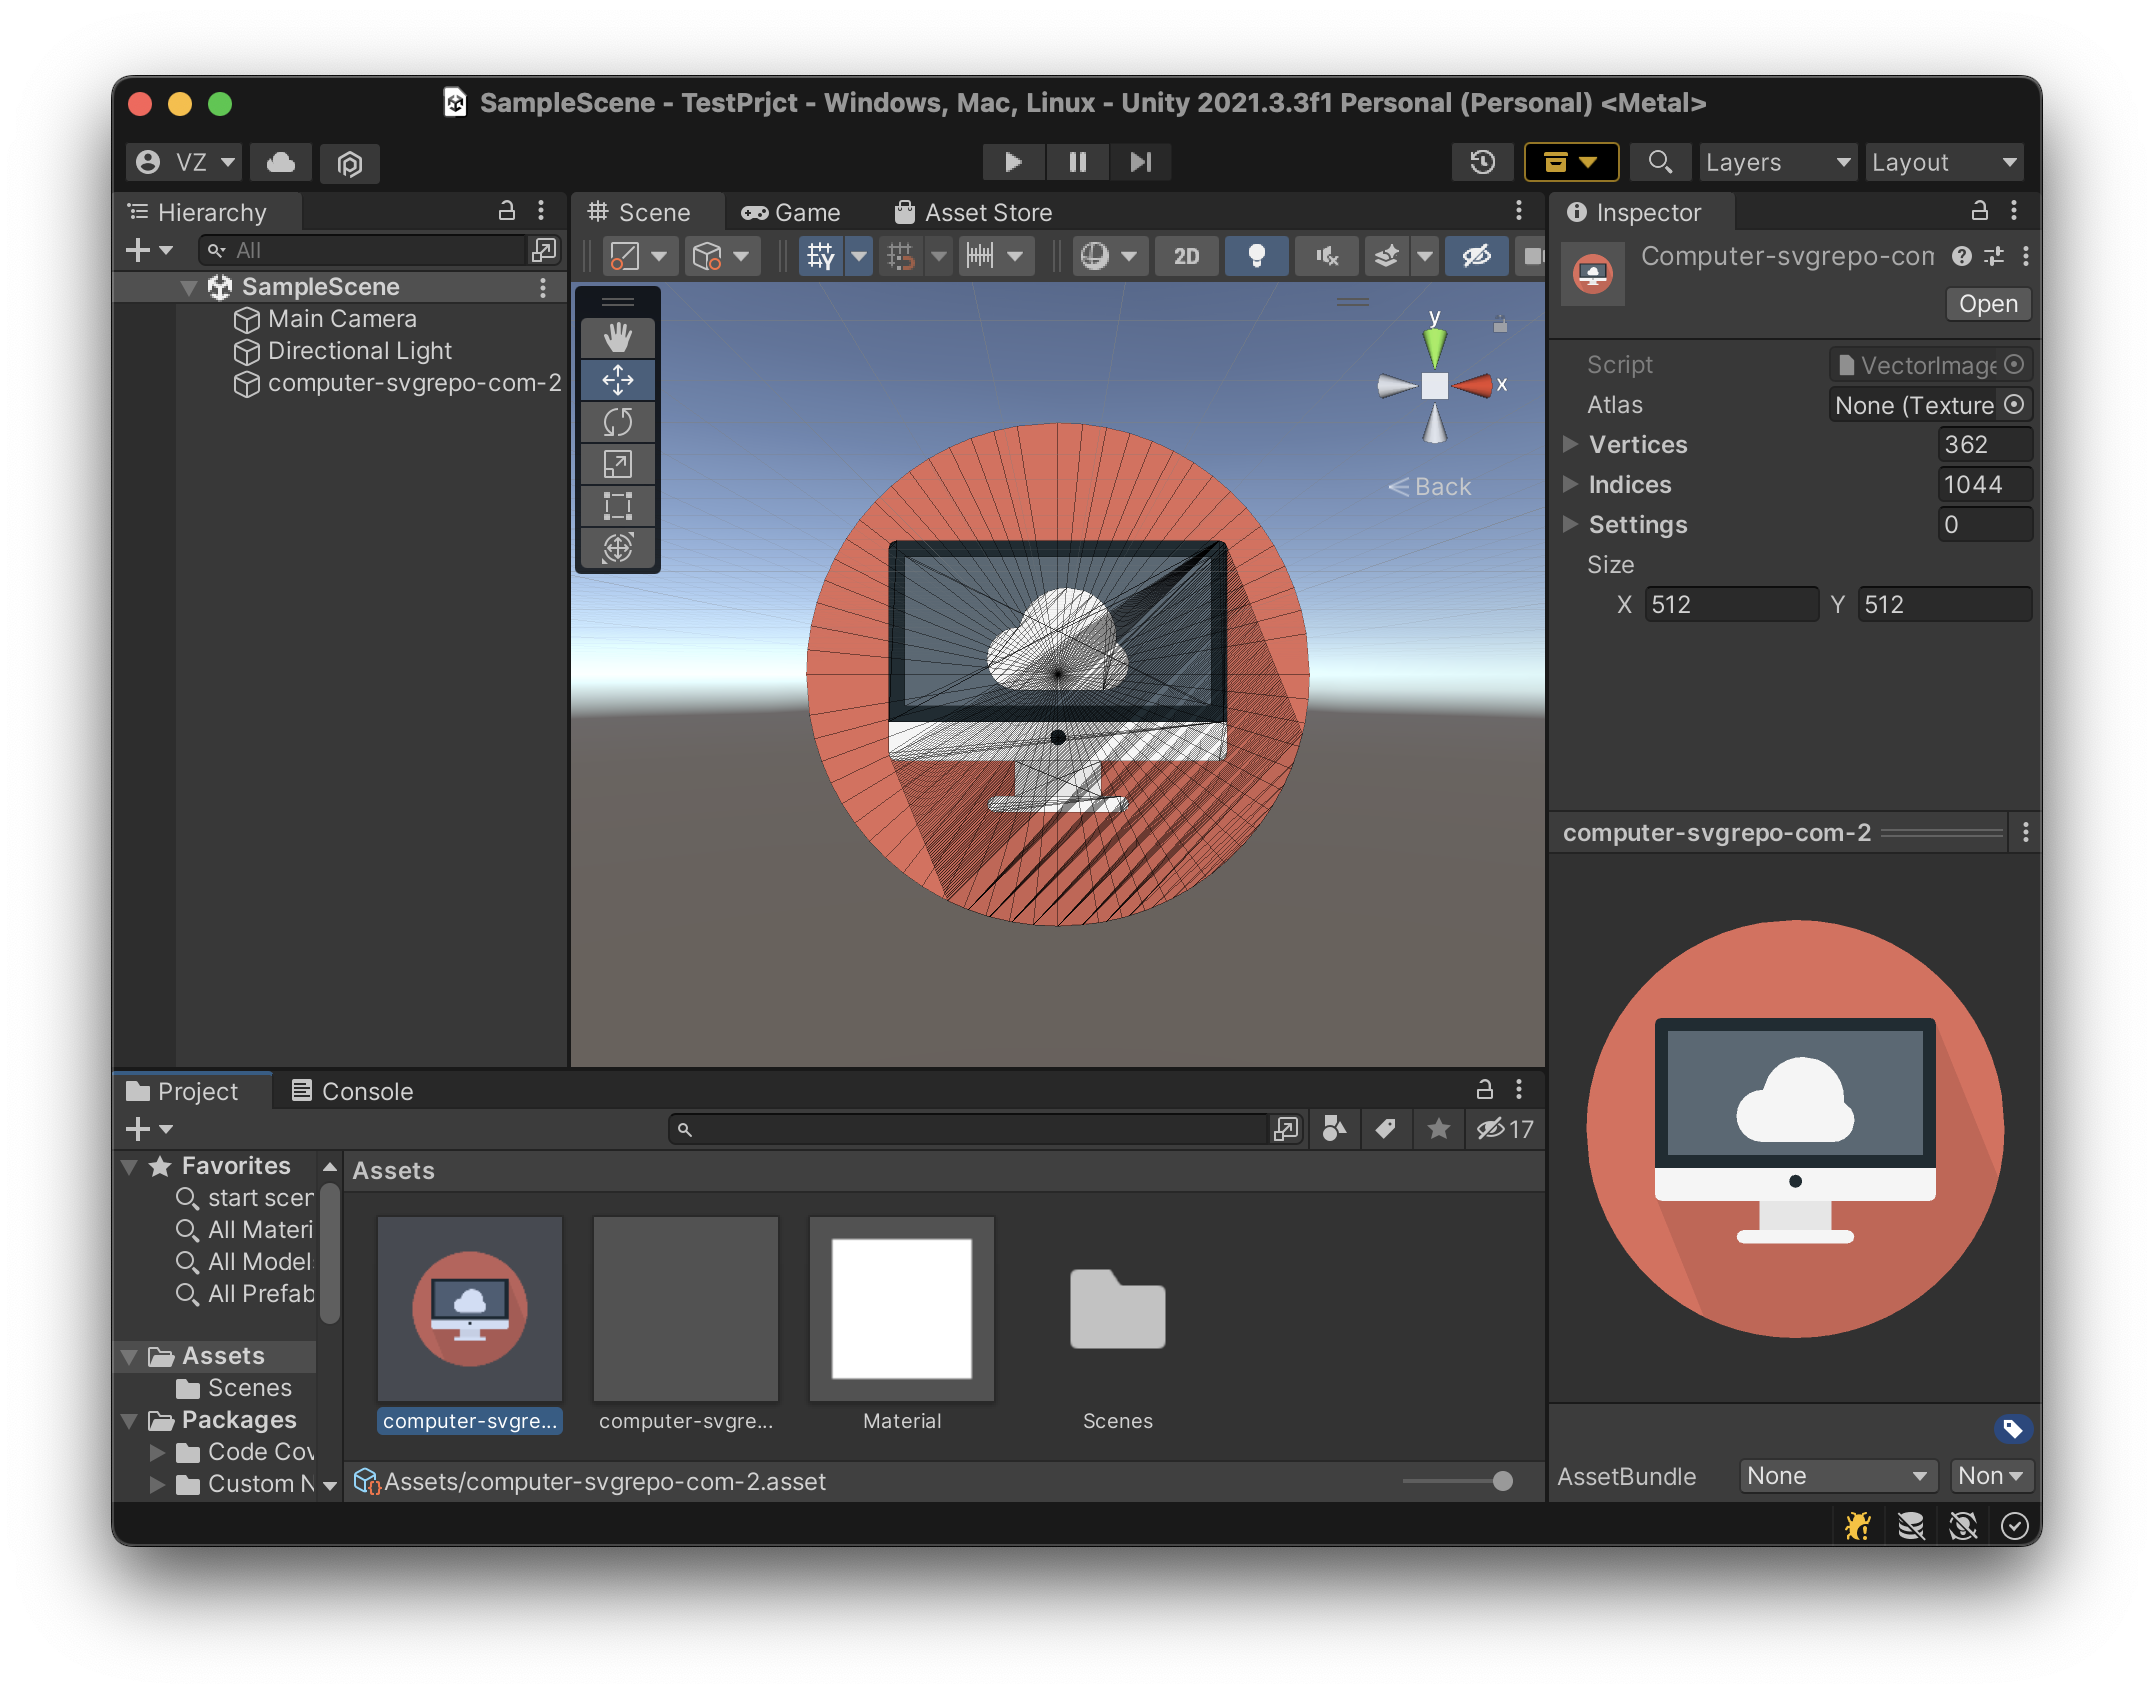 SampleScene - TestPrjct - Windows, Mac, Linux - Unity 2021.3.3f1 Personal (Personal) <Metal>
VZ
Layers
Layout
Hierarchy
Scene
Game
Asset Store
Inspector
All
2D
Computer-svgrepo-con
Open
SampleScene
Main Camera
Directional Light
computer-svgrepo-com-2
y
x
Back
Script
VectorImage
Atlas
None (Texture
Vertices
362
Indices
1044
Settings
0
Size
X 512 Y 512
computer-svgrepo-com-2
Project
Console
17
Favorites
start scen
All Materi
All Models
All Prefab
Assets
Scenes
Packages
Code Cov
Custom N
Assets
computer-svgre...
computer-svgre...
Material
Scenes
Assets/computer-svgrepo-com-2.asset
AssetBundle
None
Non